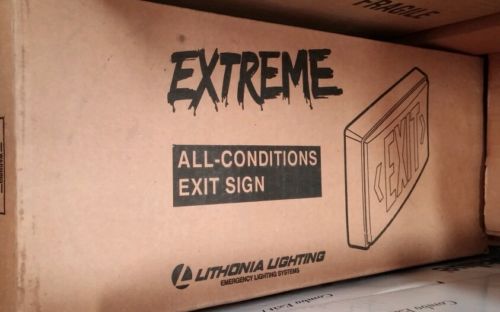 FRAGILE
EXTREME
ALL-CONDITIONS
EXIT SIGN
‹EXIT›
LITHONIA LIGHTING
EMERGENCY LIGHTING SYSTEMS